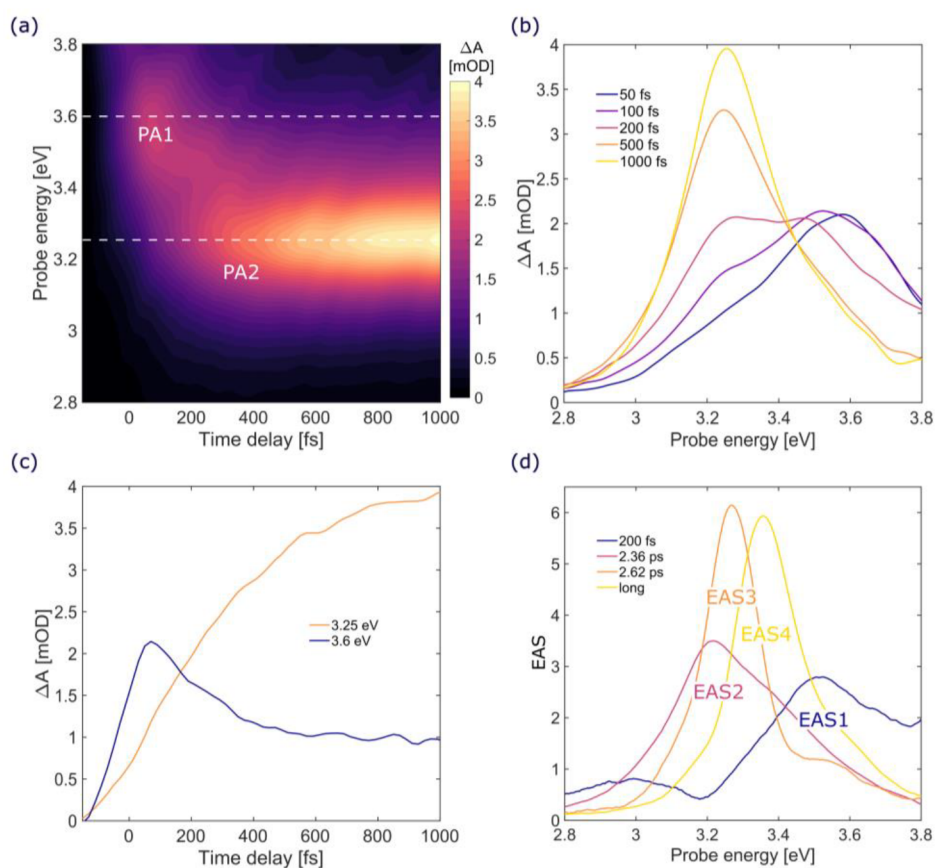 (a)
3.8
3.6
3.4
3.2
3
2.8
Probe energy [eV]
PA1
PA2
0 200 400 600 800 1000
Time delay [fs]
ΔA
[mOD]
4
3.5
3
2.5
2
1.5
1
0.5
0
(b)
4
3.5
3
2.5
2
1.5
1
0.5
0
ΔA [mOD]
50 fs
100 fs
200 fs
500 fs
1000 fs
2.8 3 3.2 3.4 3.6 3.8
Probe energy [eV]
(c)
4
3.5
3
2.5
2
1.5
1
0.5
0
ΔA [mOD]
3.25 eV
3.6 eV
0 200 400 600 800 1000
Time delay [fs]
(d)
6
5
4
3
2
1
0
EAS
200 fs
2.36 ps
2.62 ps
long
EAS3
EAS4
EAS2
EAS1
2.8 3 3.2 3.4 3.6 3.8
Probe energy [eV]